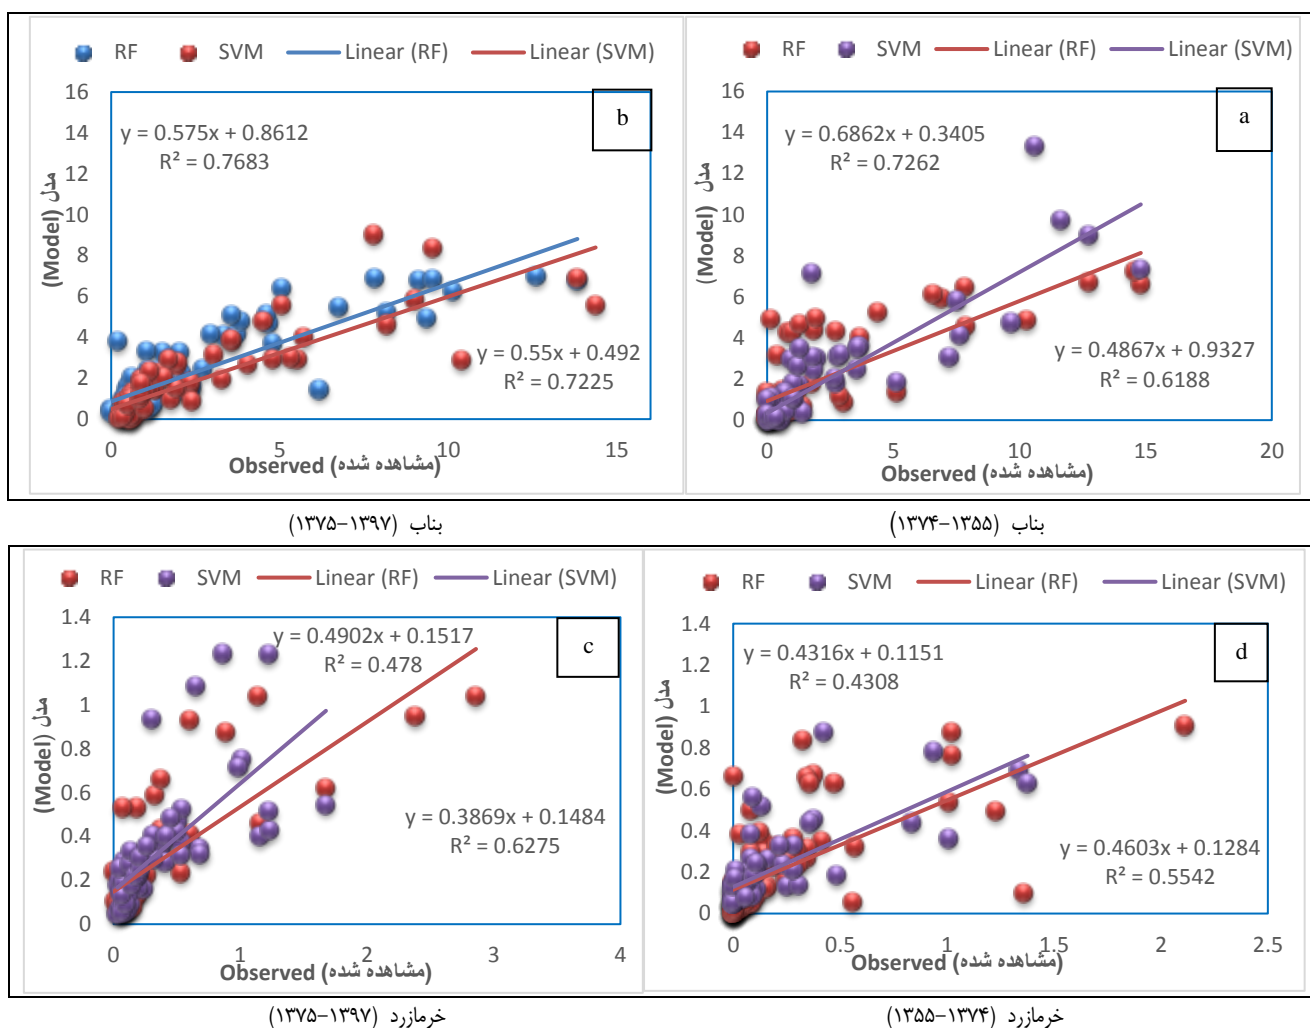 RF SVM Linear (RF) Linear (SVM)
b
16
14
12
10
8
6
4
2
0
y = 0.575x + 0.8612
R² = 0.7683
y = 0.55x + 0.492
R² = 0.7225
0 5 10 15
مدل (Model)
Observed (مشاهده شده)
بناب (۱۳۷۵-۱۳۹۷)
RF SVM Linear (RF) Linear (SVM)
a
16
14
12
10
8
6
4
2
0
y = 0.6862x + 0.3405
R² = 0.7262
y = 0.4867x + 0.9327
R² = 0.6188
0 5 10 15 20
مدل (Model)
Observed (مشاهده شده)
بناب (۱۳۵۵-۱۳۷۴)
RF SVM Linear (RF) Linear (SVM)
c
1.4
1.2
1
0.8
0.6
0.4
0.2
0
y = 0.4902x + 0.1517
R² = 0.478
y = 0.3869x + 0.1484
R² = 0.6275
0 1 2 3 4
مدل (Model)
Observed (مشاهده شده)
خرمازرد (۱۳۷۵-۱۳۹۷)
RF SVM Linear (RF) Linear (SVM)
d
1.4
1.2
1
0.8
0.6
0.4
0.2
0
y = 0.4316x + 0.1151
R² = 0.4308
y = 0.4603x + 0.1284
R² = 0.5542
0 0.5 1 1.5 2 2.5
مدل (Model)
Observed (مشاهده شده)
خرمازرد (۱۳۵۵-۱۳۷۴)